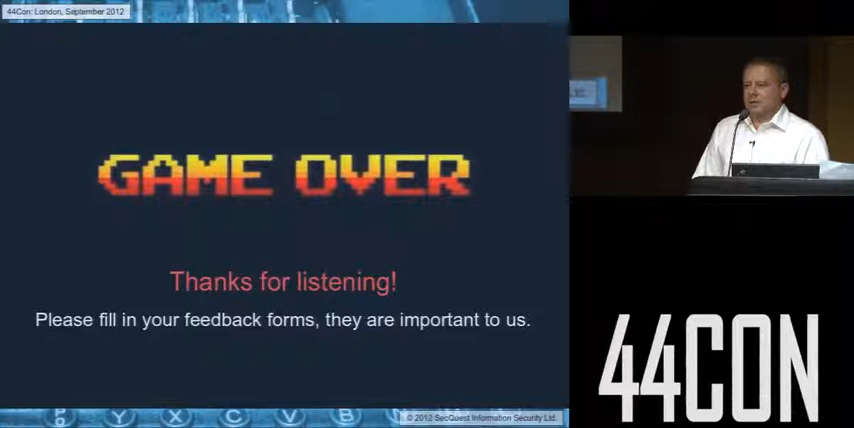 44Con: London, September 2012
GAME OVER
Thanks for listening!
Please fill in your feedback forms, they are important to us.
Y X C V B
© 2012 SecQuest Information Security Ltd.
44CON